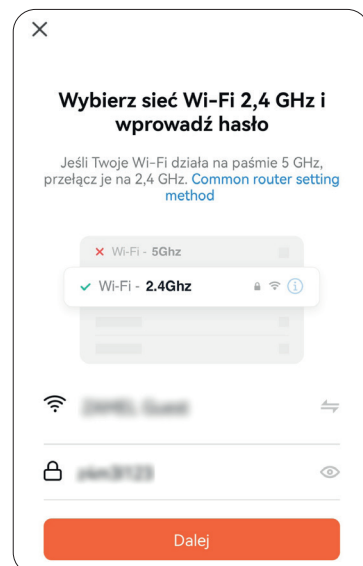 Wybierz sieć Wi-Fi 2,4 GHz i
wprowadź hasło
Jeśli Twoje Wi-Fi działa na paśmie 5 GHz,
przełącz je na 2,4 GHz. Common router setting
method
Wi-Fi - 5Ghz
Wi-Fi - 2.4Ghz
Dalej